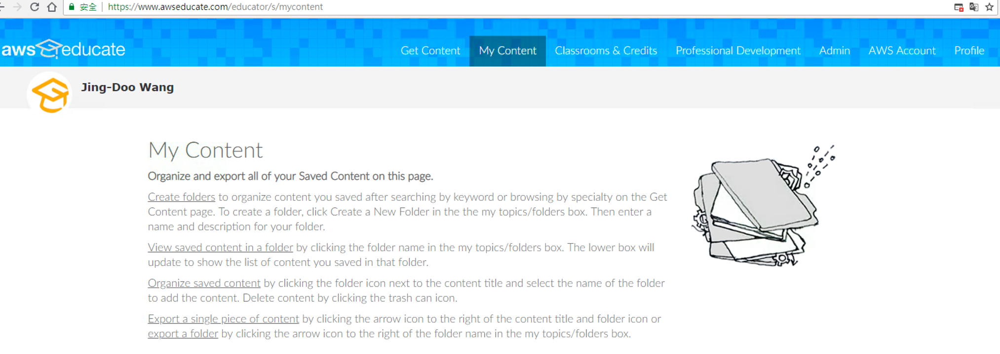 安全 https://www.awseducate.com/educator/s/mycontent
aws educate
Get Content My Content Classrooms & Credits Professional Development Admin AWS Account Profile
Jing-Doo Wang
My Content
Organize and export all of your Saved Content on this page.
Create folders to organize content you saved after searching by keyword or browsing by specialty on the Get
Content page. To create a folder, click Create a New Folder in the the my topics/folders box. Then enter a
name and description for your folder.
View saved content in a folder by clicking the folder name in the my topics/folders box. The lower box will
update to show the list of content you saved in that folder.
Organize saved content by clicking the folder icon next to the content title and select the name of the folder
to add the content. Delete content by clicking the trash can icon.
Export a single piece of content by clicking the arrow icon to the right of the content title and folder icon or
export a folder by clicking the arrow icon to the right of the folder name in the my topics/folders box.